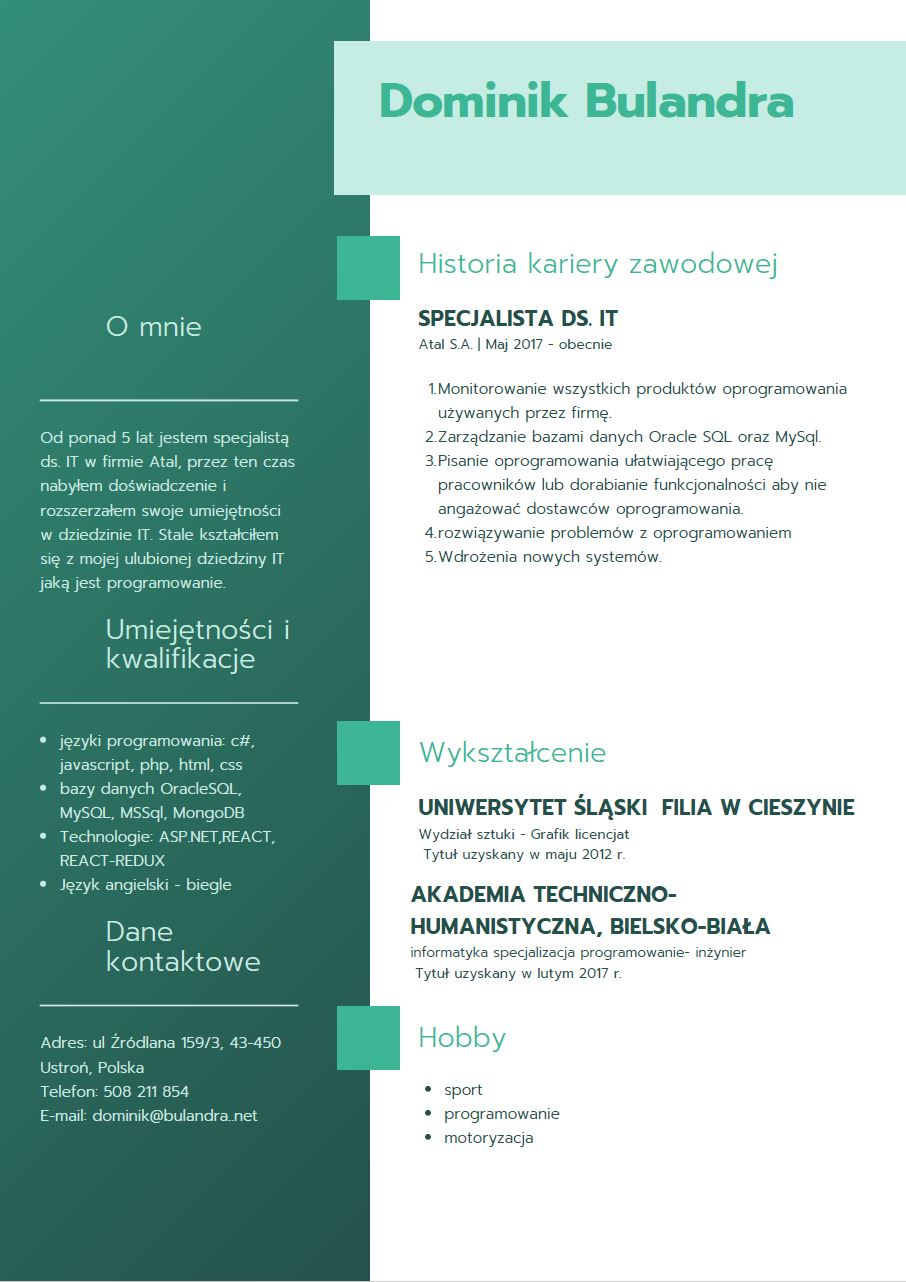 Dominik Bulandra
Historia kariery zawodowej
SPECJALISTA DS. IT
Atal S.A. | Maj 2017 - obecnie
1.Monitorowanie wszystkich produktów oprogramowania
używanych przez firmę.
2.Zarządzanie bazami danych Oracle SQL oraz MySql.
3.Pisanie oprogramowania ułatwiającego pracę
pracowników lub dorabianie funkcjonalności aby nie
angażować dostawców oprogramowania.
4.rozwiązywanie problemów z oprogramowaniem
5.Wdrożenia nowych systemów.
Wykształcenie
UNIWERSYTET ŚLĄSKI  FILIA W CIESZYNIE
Wydział sztuki - Grafik licencjat
Tytuł uzyskany w maju 2012 r.
AKADEMIA TECHNICZNO-
HUMANISTYCZNA, BIELSKO-BIAŁA
informatyka specjalizacja programowanie- inżynier
Tytuł uzyskany w lutym 2017 r.
Hobby
• sport
• programowanie
• motoryzacja
O mnie
Od ponad 5 lat jestem specjalistą
ds. IT w firmie Atal, przez ten czas
nabyłem doświadczenie i
rozszerzałem swoje umiejętności
w dziedzinie IT. Stale kształciłem
się z mojej ulubionej dziedziny IT
jaką jest programowanie.
Umiejętności i
kwalifikacje
• języki programowania: c#,
javascript, php, html, css
• bazy danych OracleSQL,
MySQL, MSSql, MongoDB
• Technologie: ASP.NET,REACT,
REACT-REDUX
• Język angielski - biegle
Dane
kontaktowe
Adres: ul Źródlana 159/3, 43-450
Ustroń, Polska
Telefon: 508 211 854
E-mail: dominik@bulandra..net